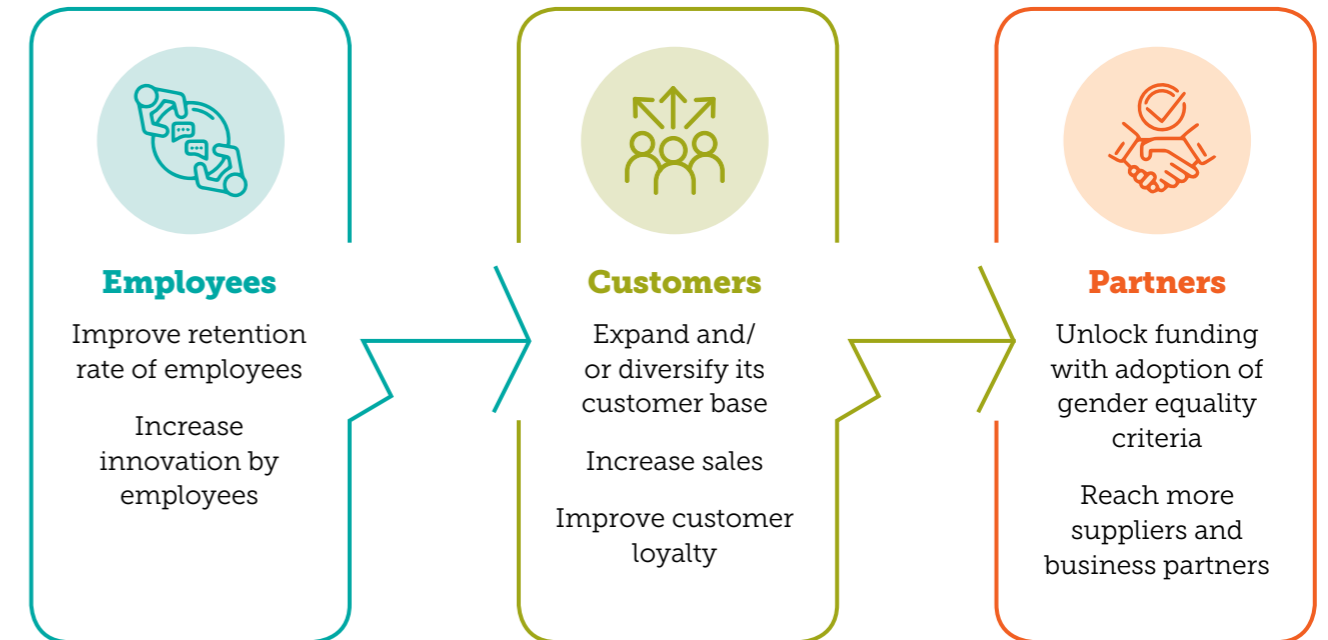 Employees
Improve retention
rate of employees
Increase
innovation by
employees
Customers
Expand and/
or diversify its
customer base
Increase sales
Improve customer
loyalty
Partners
Unlock funding
with adoption of
gender equality
criteria
Reach more
suppliers and
business partners